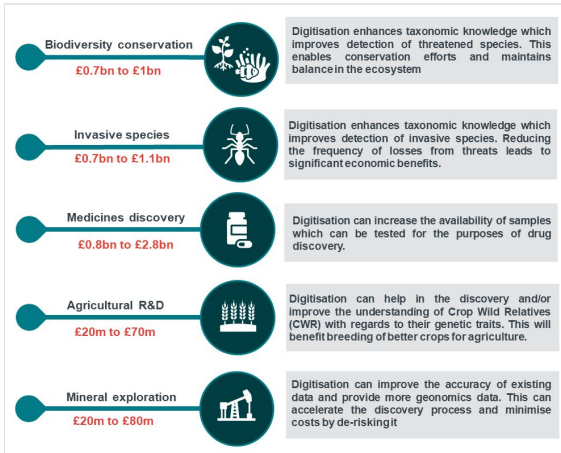 Biodiversity conservation
£0.7bn to £1bn
Digitisation enhances taxonomic knowledge which
improves detection of threatened species. This
enables conservation efforts and maintains
balance in the ecosystem
Invasive species
£0.7bn to £1.1bn
Digitisation enhances taxonomic knowledge which
improves detection of invasive species. Reducing
the frequency of losses from threats leads to
significant economic benefits.
Medicines discovery
£0.8bn to £2.8bn
Digitisation can increase the availability of samples
which can be tested for the purposes of drug
discovery.
Agricultural R&D
£20m to £70m
Digitisation can help in the discovery and/or
improve the understanding of Crop Wild Relatives
(CWR) with regards to their genetic traits. This will
benefit breeding of better crops for agriculture.
Mineral exploration
£20m to £80m
Digitisation can improve the accuracy of existing
data and provide more geonomics data. This can
accelerate the discovery process and minimise
costs by de-risking it